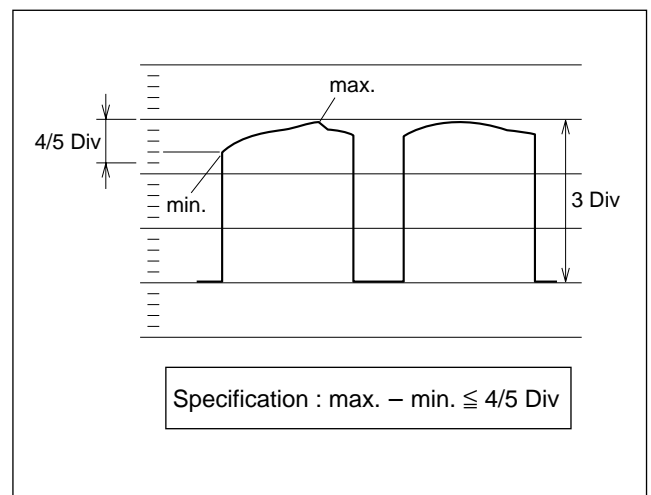 max.
4/5 Div
min.
3 Div
Specification : max. − min. ≦ 4/5 Div